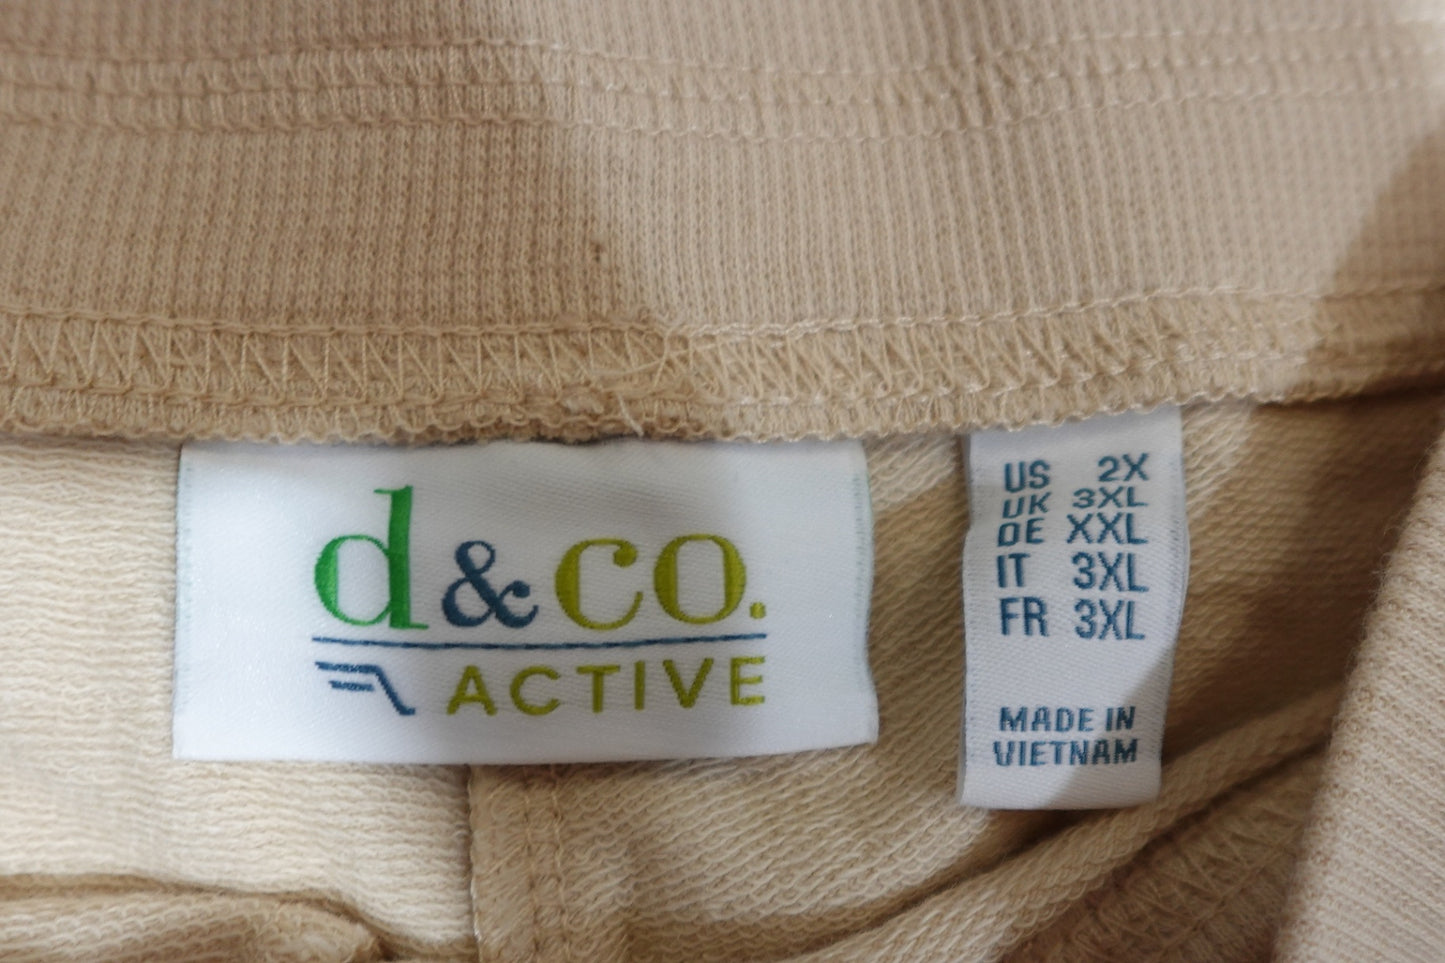 d&co.
ACTIVE
US 2X
UK 3XL
DE XXL
IT 3XL
FR 3XL
MADE IN
VIETNAM